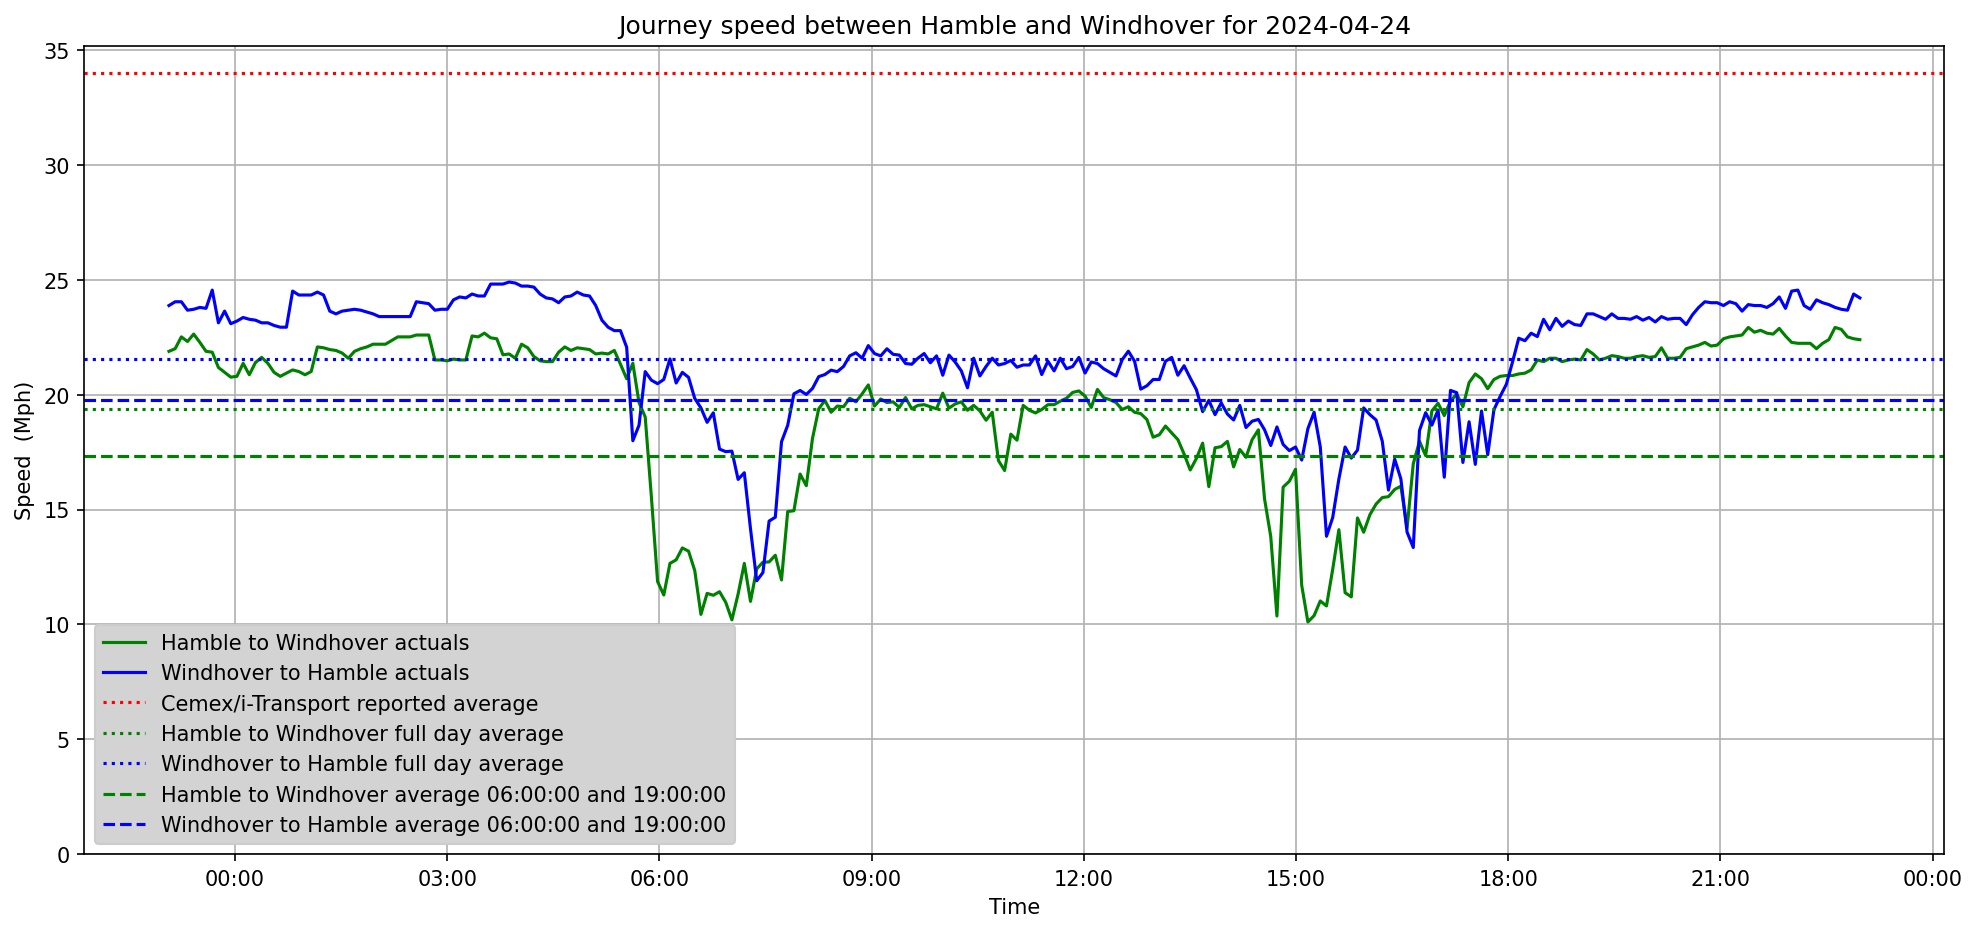 Journey speed between Hamble and Windhover for 2024-04-24
35
30
25
20
15
10
5
0
Speed (Mph)
Hamble to Windhover actuals
Windhover to Hamble actuals
Cemex/i-Transport reported average
Hamble to Windhover full day average
Windhover to Hamble full day average
Hamble to Windhover average 06:00:00 and 19:00:00
Windhover to Hamble average 06:00:00 and 19:00:00
00:00 03:00 06:00 09:00 12:00 15:00 18:00 21:00 00:00
Time